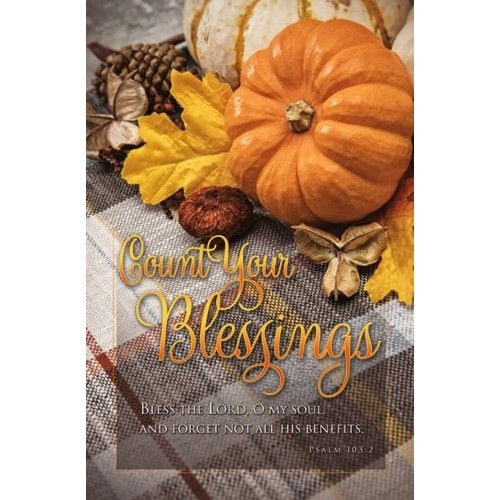 Count Your
Blessings
Bless the Lord, O my soul,
and forget not all his benefits.
Psalm 103:2